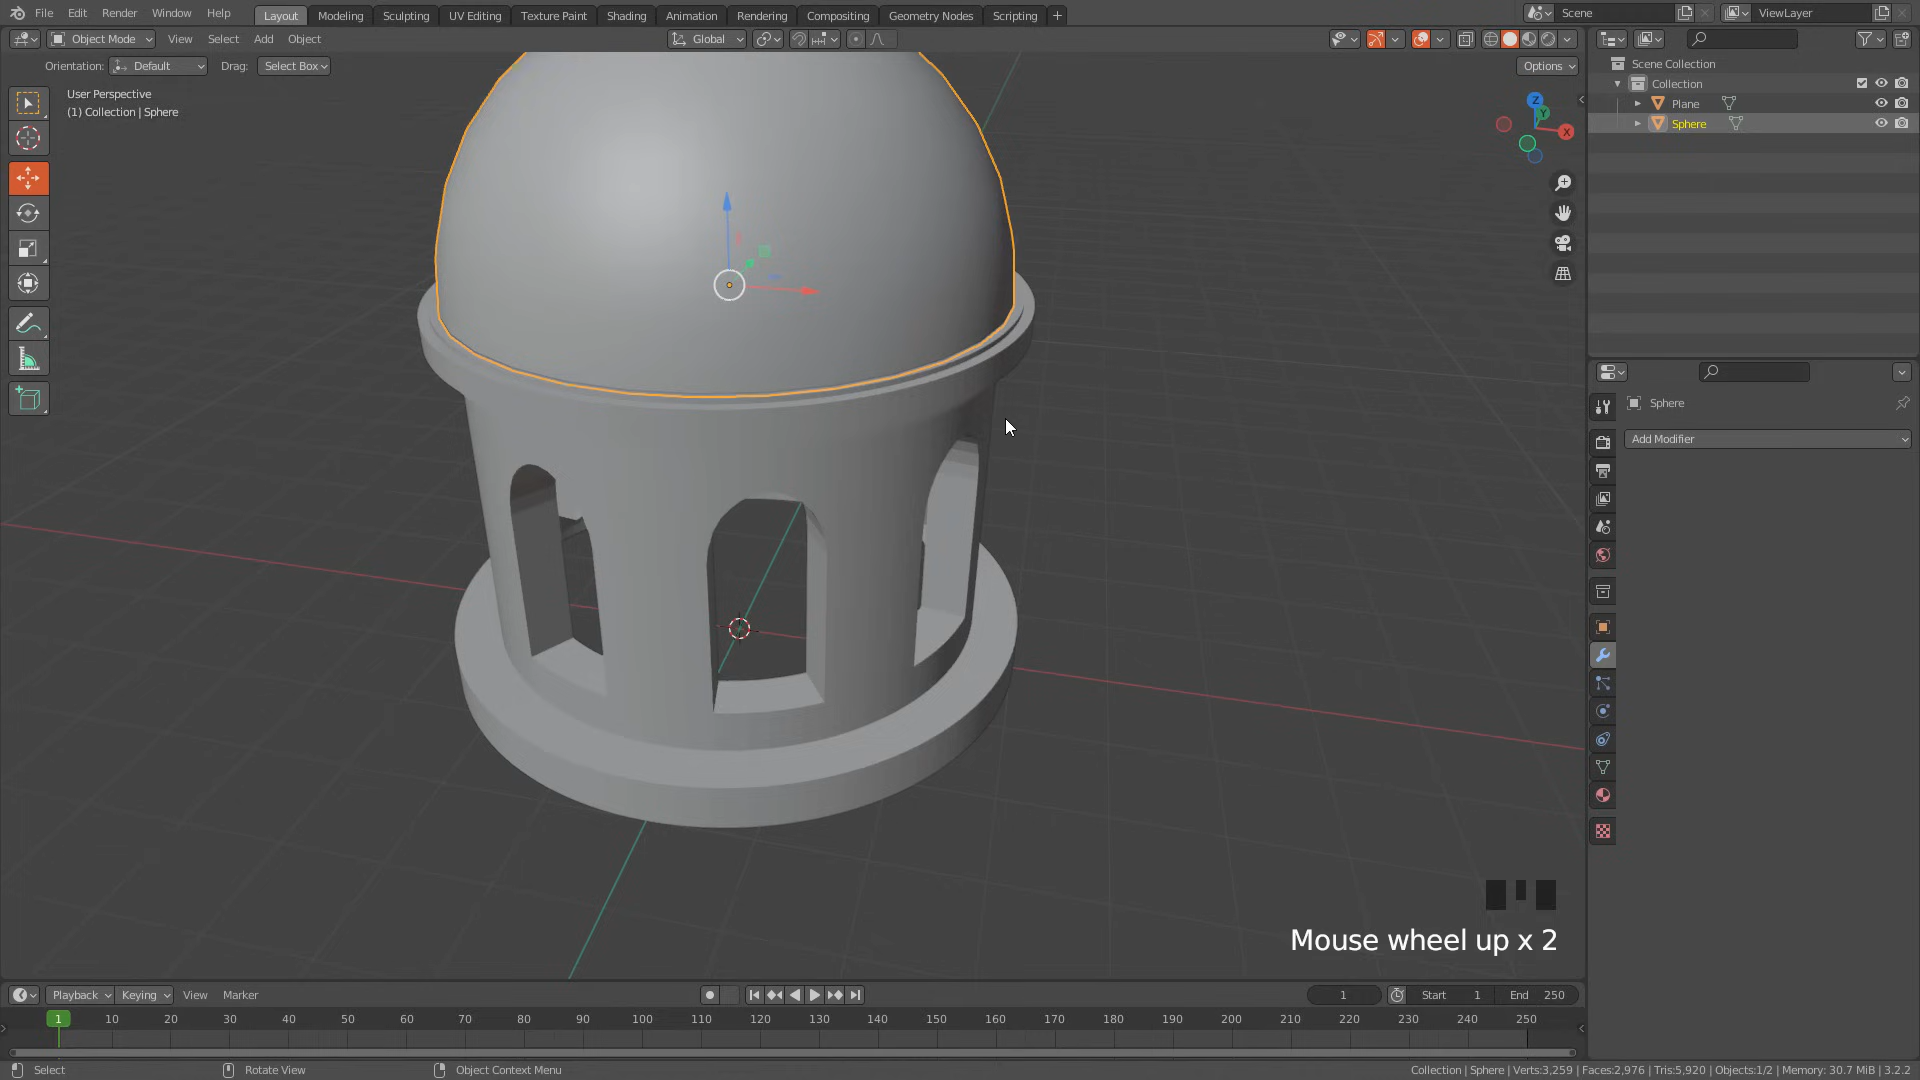 File Edit Render Window Help Layout Modeling Sculpting UV Editing Texture Paint Shading Animation Rendering Compositing Geometry Nodes Scripting + Scene ViewLayer
Object Mode View Select Add Object Global
Orientation: Default Drag: Select Box Options
User Perspective
(1) Collection | Sphere
Z
Y
X
Scene Collection
Collection
Plane
Sphere
Sphere
Add Modifier
Mouse wheel up x 2
Playback Keying View Marker 1 Start 1 End 250
1 10 20 30 40 50 60 70 80 90 100 110 120 130 140 150 160 170 180 190 200 210 220 230 240 250
Select Rotate View Object Context Menu Collection | Sphere | Verts:3,259 | Faces:2,976 | Tris:5,920 | Objects:1/2 | Memory: 30.7 MiB | 3.2.2